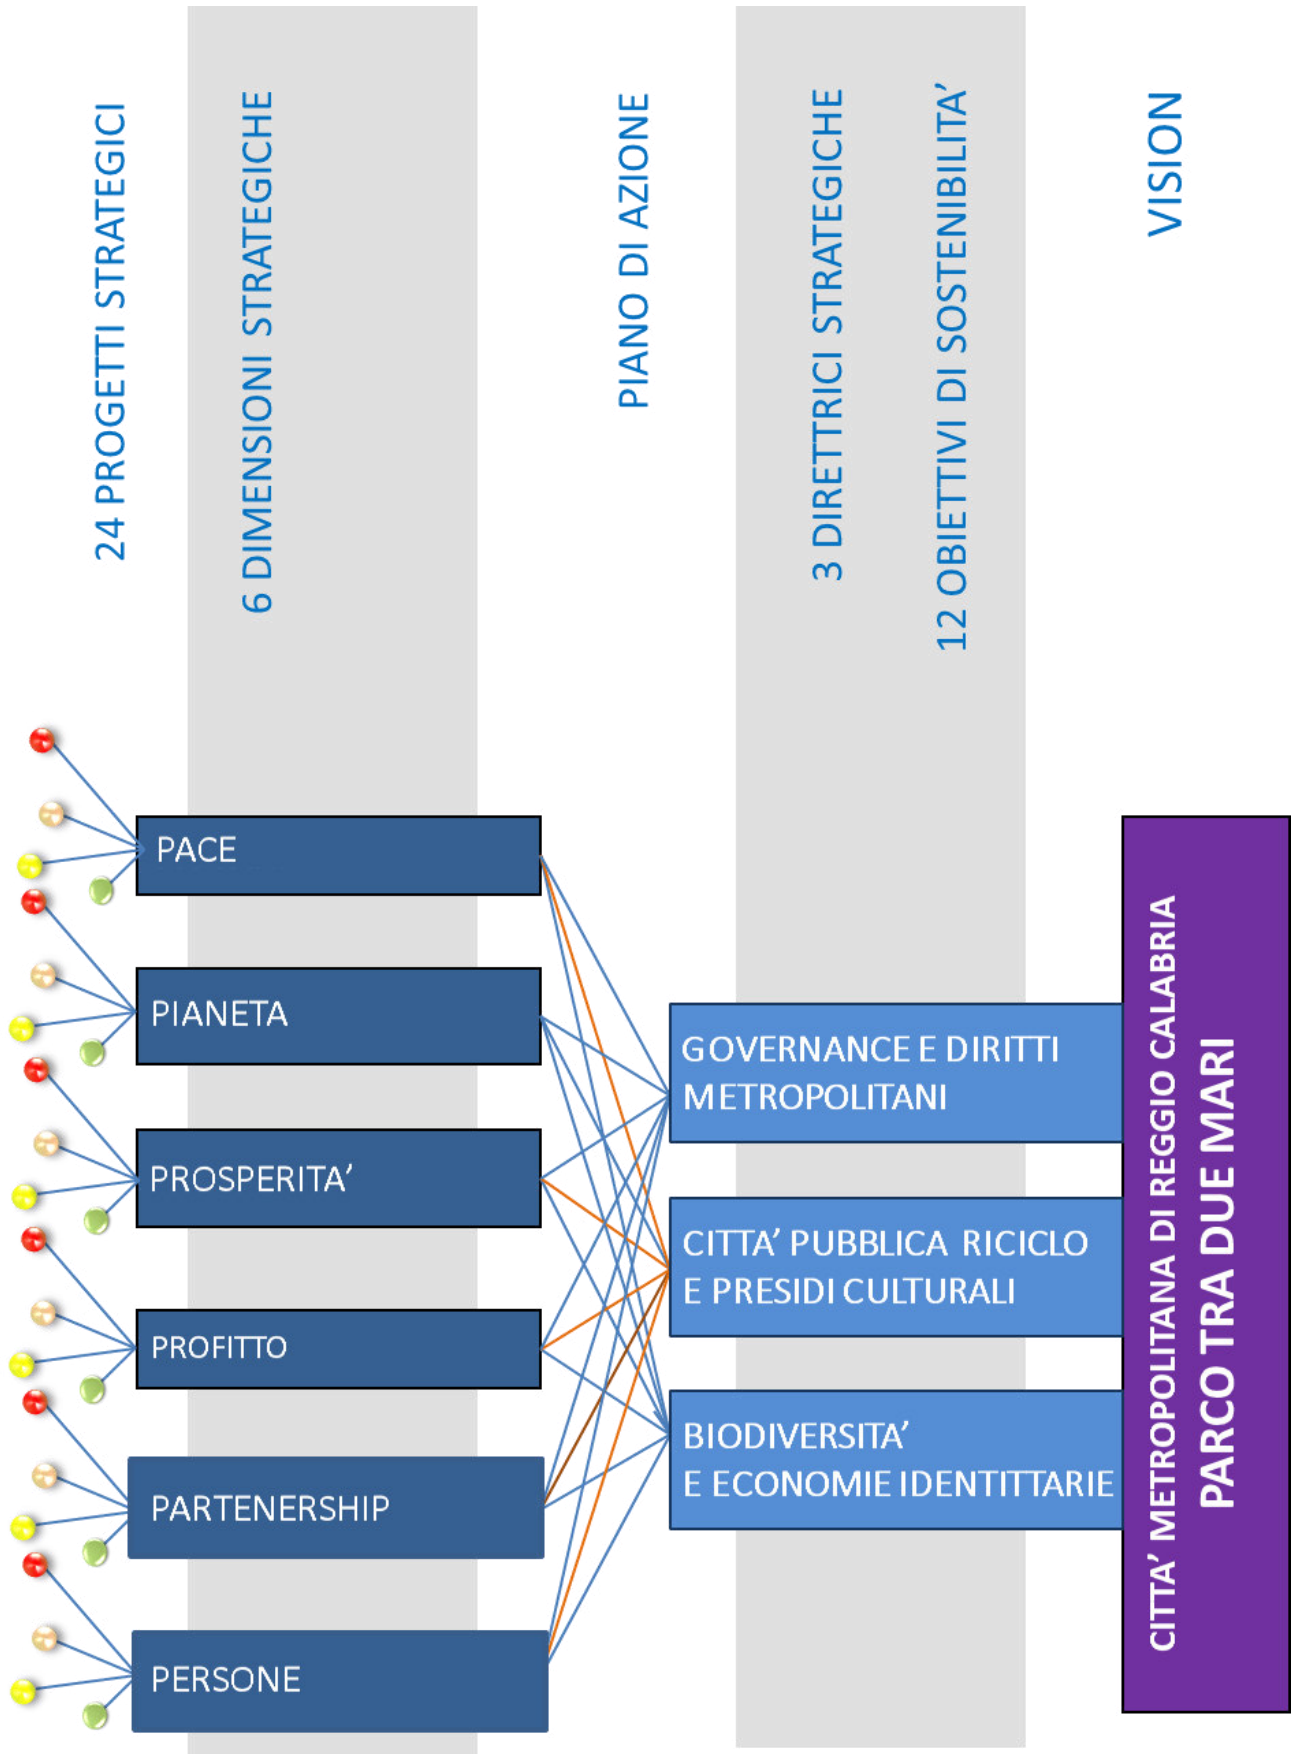 24 PROGETTI STRATEGICI
6 DIMENSIONI STRATEGICHE
PIANO DI AZIONE
3 DIRETTRICI STRATEGICHE
12 OBIETTIVI DI SOSTENIBILITA’
VISION
PACE
PIANETA
PROSPERITA’
PROFITTO
PARTENERSHIP
PERSONE
GOVERNANCE E DIRITTI
METROPOLITANI
CITTA’ PUBBLICA RICICLO
E PRESIDI CULTURALI
BIODIVERSITA’
E ECONOMIE IDENTITTARIE
CITTA’ METROPOLITANA DI REGGIO CALABRIA
PARCO TRA DUE MARI